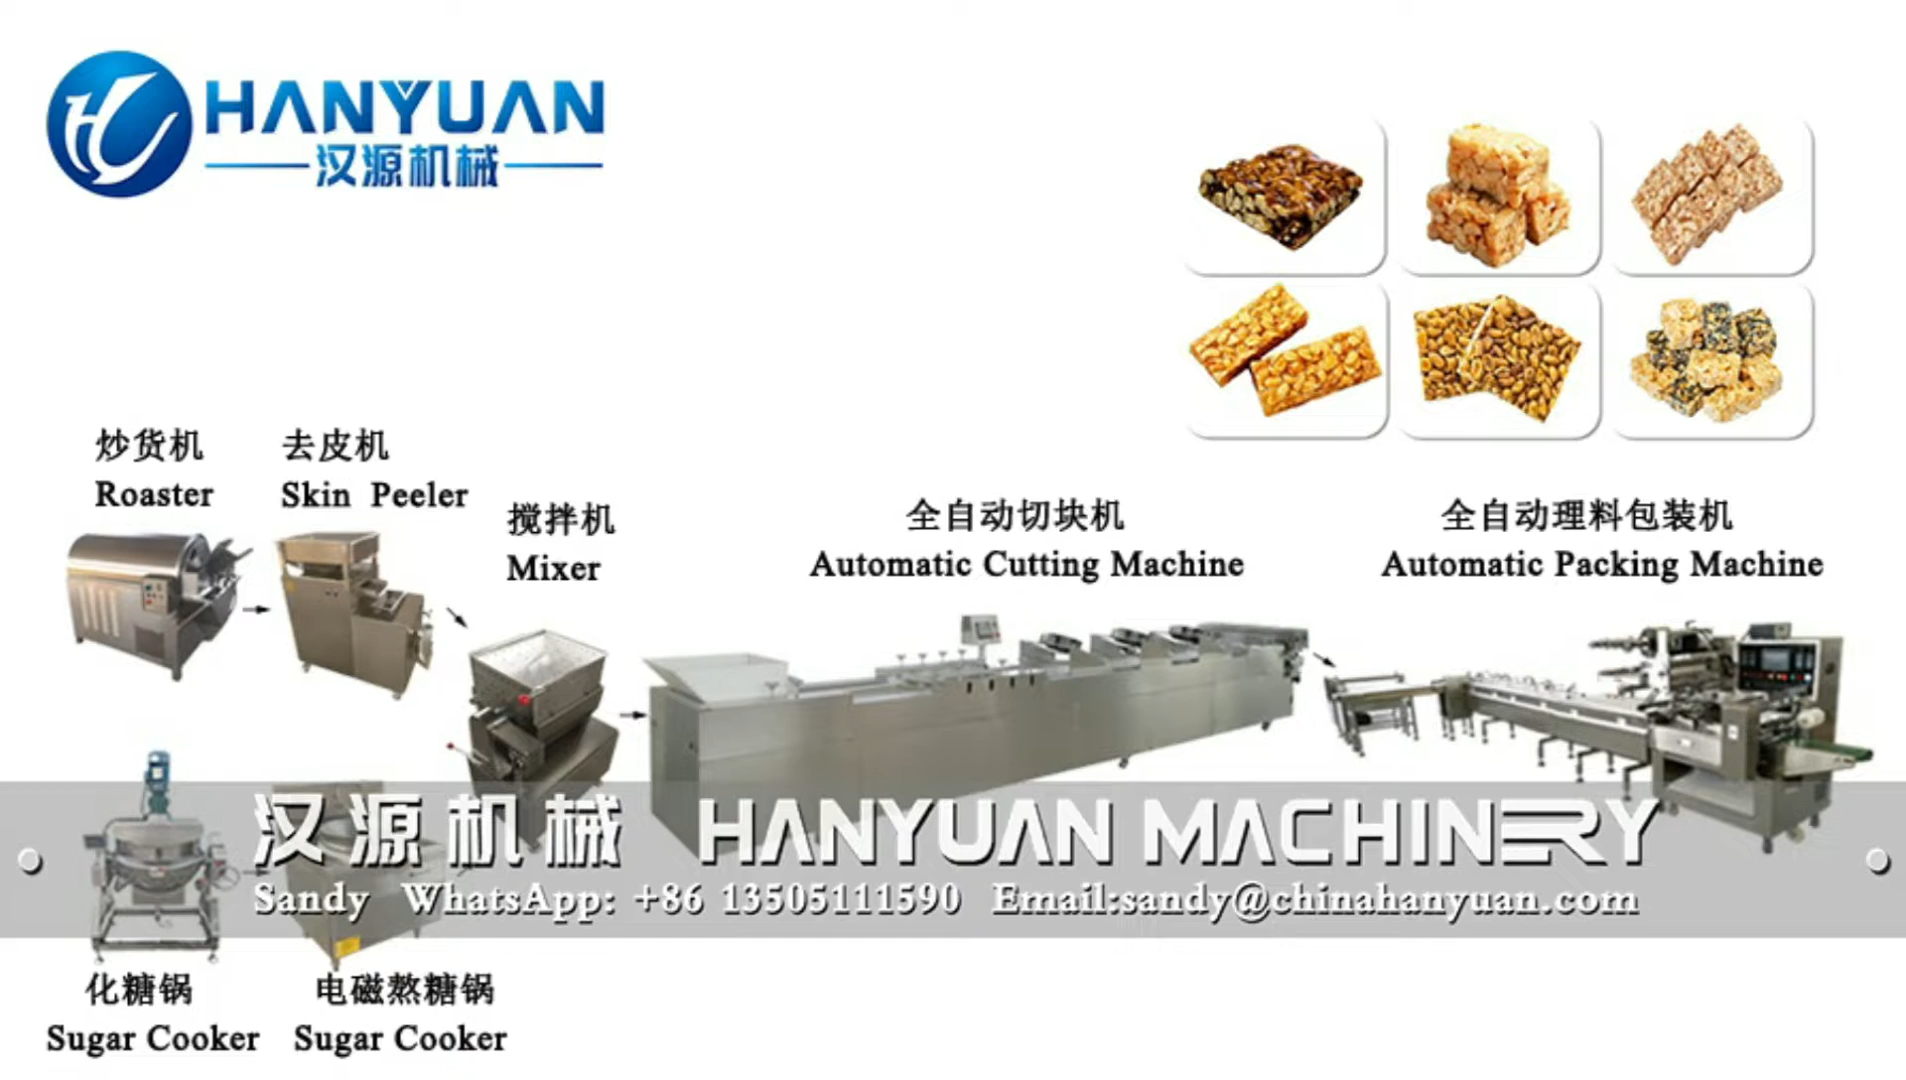 HANYUAN
汉源机械
炒货机
Roaster
去皮机
Skin Peeler
搅拌机
Mixer
全自动切块机
Automatic Cutting Machine
全自动理料包装机
Automatic Packing Machine
汉源机械 HANYUAN MACHINERY
Sandy WhatsApp: +86 13505111590 Email:sandy@chinahanyuan.com
化糖锅
Sugar Cooker
电磁熬糖锅
Sugar Cooker